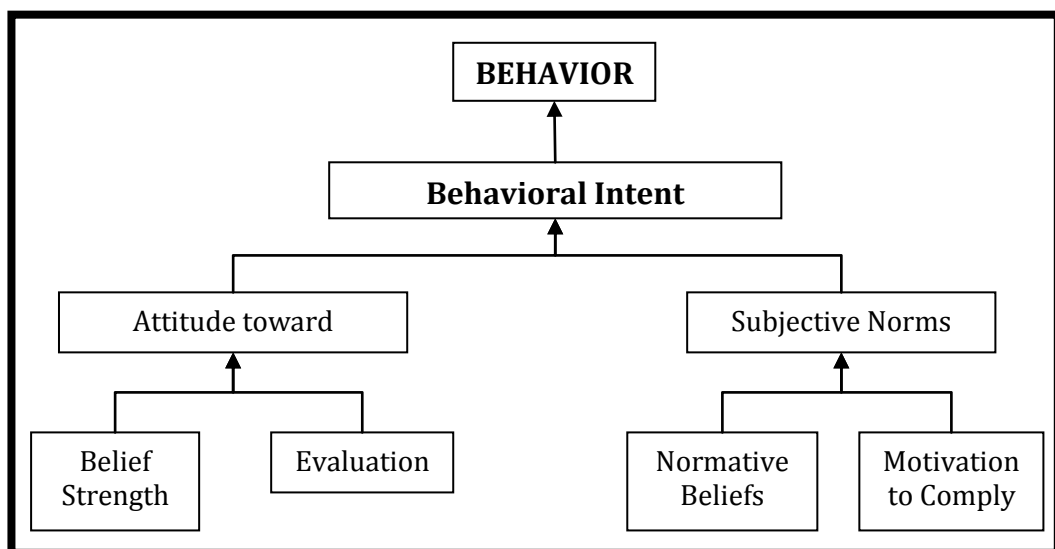 BEHAVIOR
Behavioral Intent
Attitude toward
Subjective Norms
Belief
Strength
Evaluation
Normative
Beliefs
Motivation
to Comply